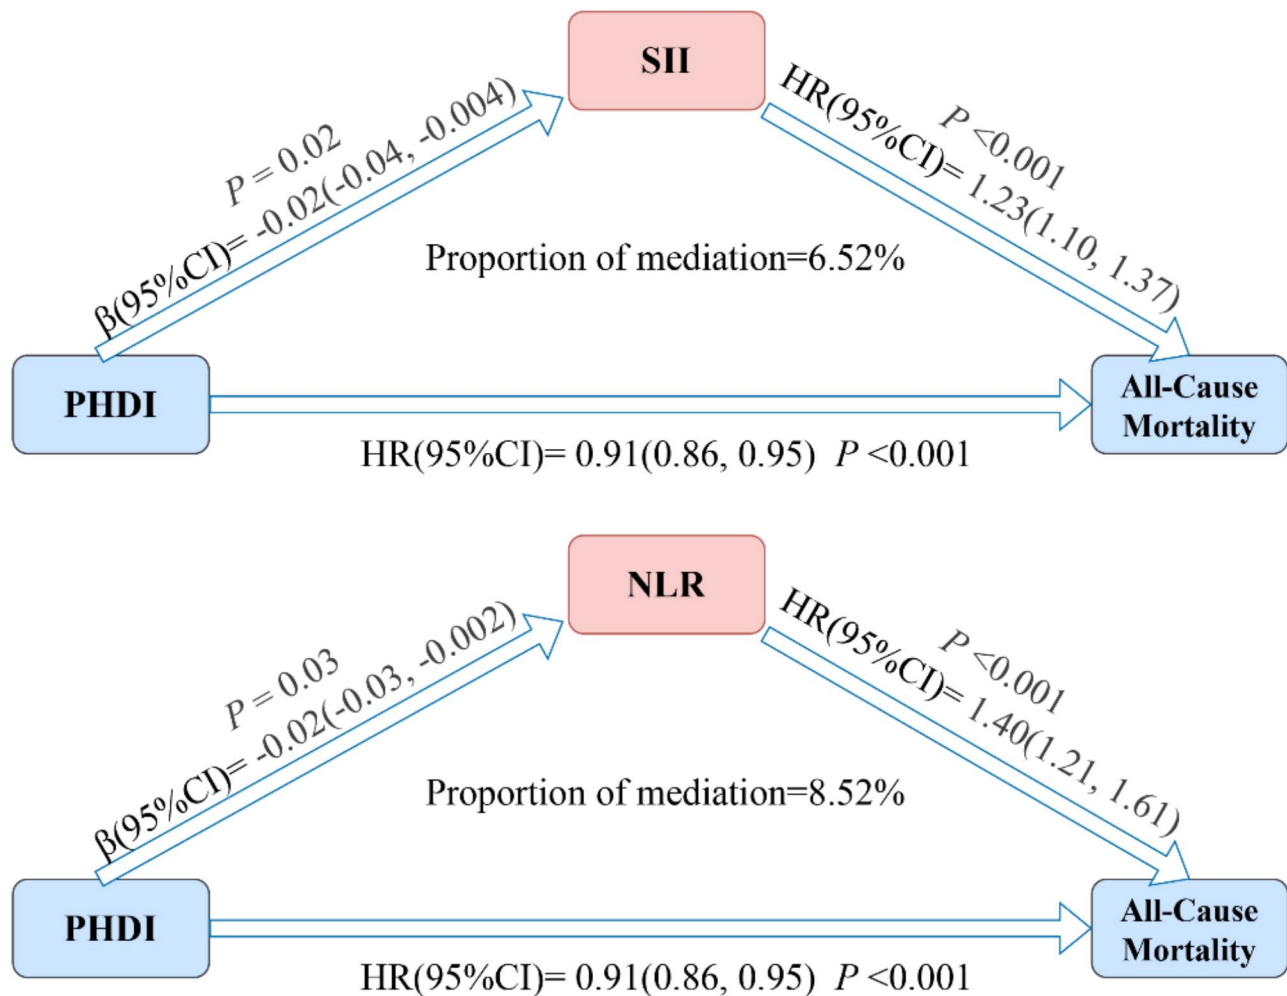 SII
P = 0.02
β(95%CI)= -0.02(-0.04, -0.004)
P <0.001
HR(95%CI)= 1.23(1.10, 1.37)
Proportion of mediation=6.52%
PHDI
All-Cause
Mortality
HR(95%CI)= 0.91(0.86, 0.95) P <0.001
NLR
P = 0.03
β(95%CI)= -0.02(-0.03, -0.002)
P <0.001
HR(95%CI)= 1.40(1.21, 1.61)
Proportion of mediation=8.52%
PHDI
All-Cause
Mortality
HR(95%CI)= 0.91(0.86, 0.95) P <0.001